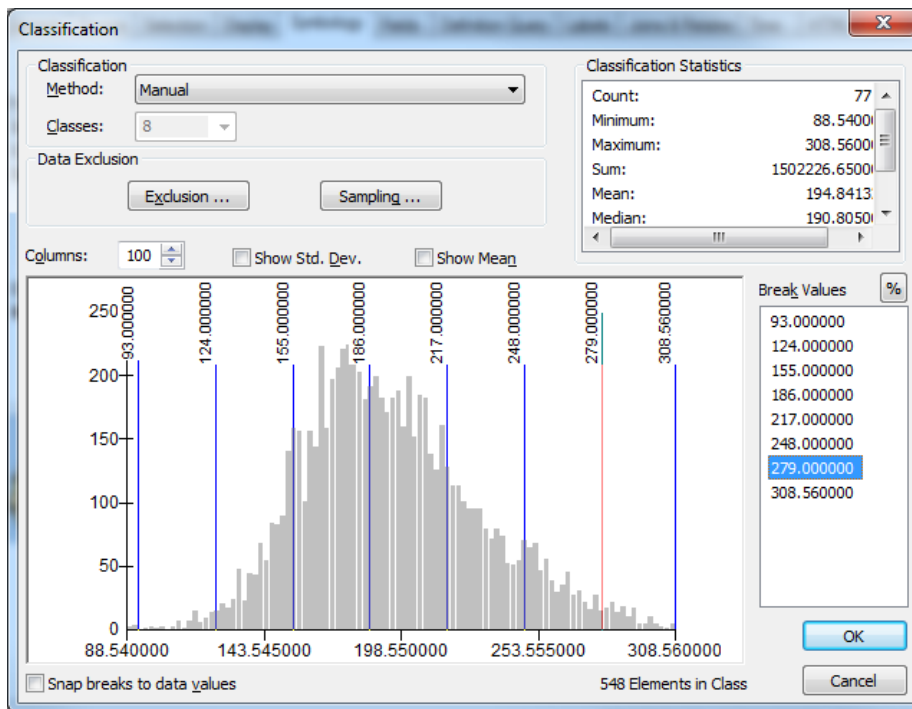 Classification
Classification
Method: Manual
Classes: 8
Data Exclusion
Exclusion ...
Sampling ...
Classification Statistics
Count: 77
Minimum: 88.5400
Maximum: 308.5600
Sum: 1502226.6500
Mean: 194.8413
Median: 190.8050
Columns: 100
Show Std. Dev.
Show Mean
Break Values
%
93.000000
124.000000
155.000000
186.000000
217.000000
248.000000
279.000000
308.560000
250
200
150
100
50
0
93.000000
124.000000
155.000000
186.000000
217.000000
248.000000
279.000000
308.560000
88.540000
143.545000
198.550000
253.555000
308.560000
OK
Cancel
Snap breaks to data values
548 Elements in Class